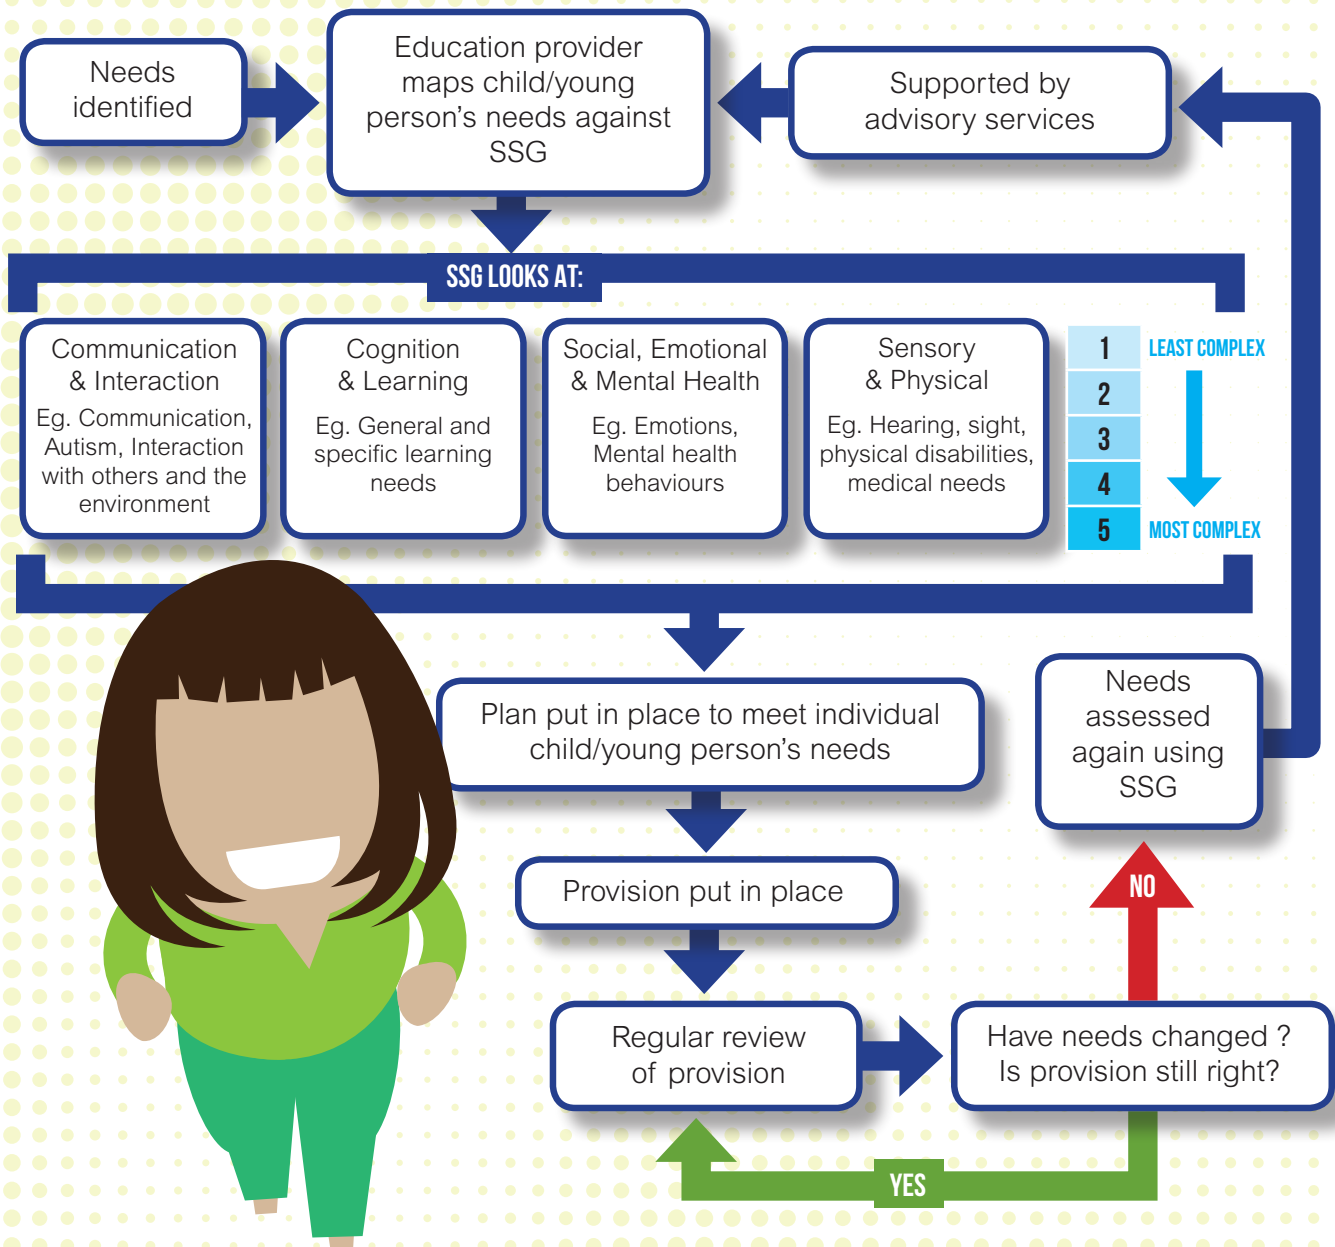 Needs
identified
Education provider
maps child/young
person's needs against
SSG
Supported by
advisory services
SSG LOOKS AT:
Communication
& Interaction
Eg. Communication,
Autism, Interaction
with others and the
environment
Cognition
& Learning
Eg. General and
specific learning
needs
Social, Emotional
& Mental Health
Eg. Emotions,
Mental health
behaviours
Sensory
& Physical
Eg. Hearing, sight,
physical disabilities,
medical needs
1
2
3
4
5
LEAST COMPLEX
MOST COMPLEX
Plan put in place to meet individual
child/young person's needs
Needs
assessed
again using
SSG
Provision put in place
NO
Regular review
of provision
Have needs changed ?
Is provision still right?
YES